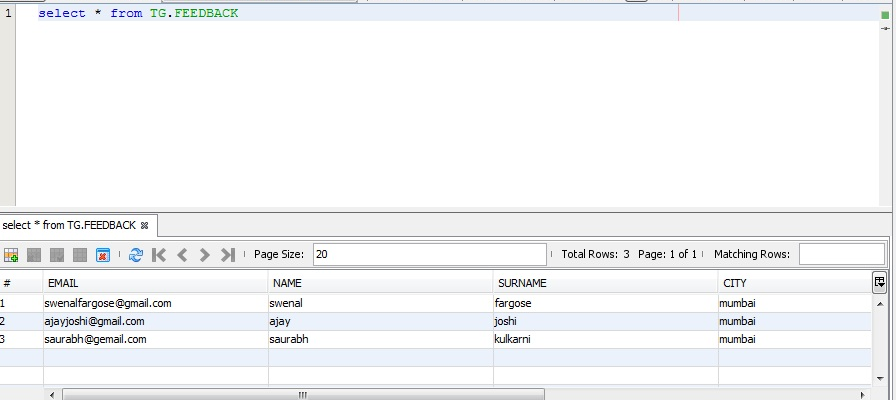 1 select * from TG.FEEDBACK
select * from TG.FEEDBACK
Page Size: 20 Total Rows: 3 Page: 1 of 1 Matching Rows:
# EMAIL NAME SURNAME CITY
1 swenalfargose@gmail.com swenal fargose mumbai
2 ajayjoshi@gmail.com ajay joshi mumbai
3 saurabh@gemail.com saurabh kulkarni mumbai